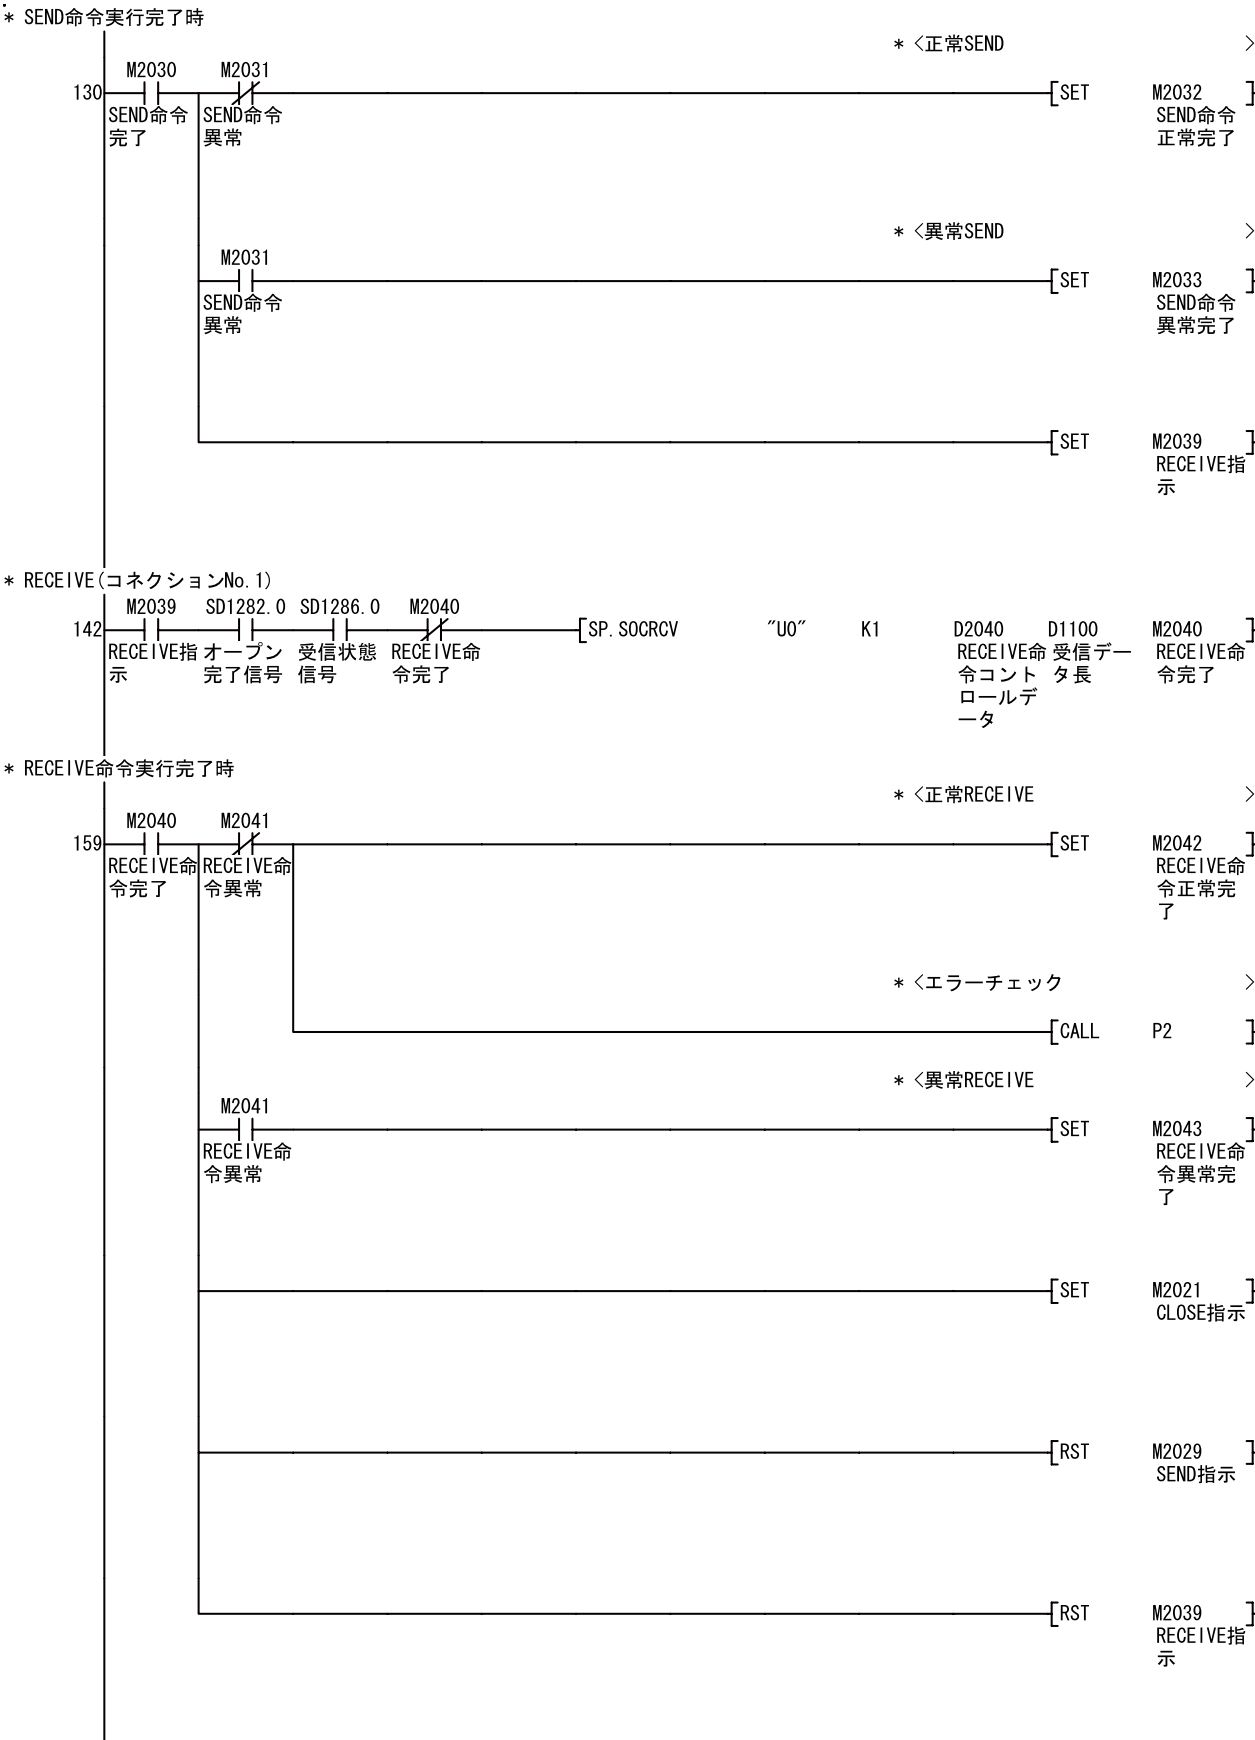 * SEND命令実行完了時
* <正常SEND >
M2030 M2031
130 [SET M2032 ]
SEND命令 SEND命令 SEND命令
完了 異常 正常完了
* <異常SEND >
M2031
[SET M2033 ]
SEND命令 SEND命令
異常 異常完了
[SET M2039 ]
RECEIVE指
示
* RECEIVE(コネクションNo.1)
M2039 SD1282.0 SD1286.0 M2040
142 [SP.SOCRCV "U0" K1 D2040 D1100 M2040 ]
RECEIVE指 オープン 受信状態 RECEIVE命 RECEIVE命 受信デー RECEIVE命
示 完了信号 信号 令完了 令コント タ長 令完了
ロールデ
ータ
* RECEIVE命令実行完了時
* <正常RECEIVE >
M2040 M2041
159 [SET M2042 ]
RECEIVE命 RECEIVE命 RECEIVE命
令完了 令異常 令正常完
了
* <エラーチェック >
[CALL P2 ]
* <異常RECEIVE >
M2041
[SET M2043 ]
RECEIVE命 RECEIVE命
令異常 令異常完
了
[SET M2021 ]
CLOSE指示
[RST M2029 ]
SEND指示
[RST M2039 ]
RECEIVE指
示